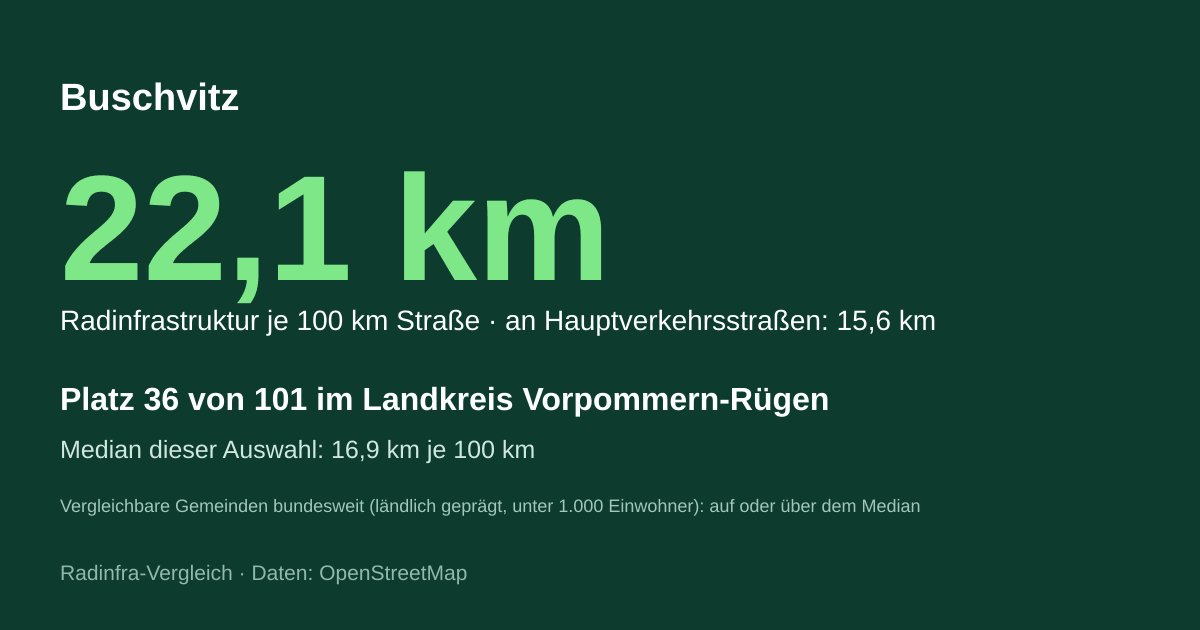 Buschvitz
22,1 km
Radinfrastruktur je 100 km Straße · an Hauptverkehrsstraßen: 15,6 km
Platz 36 von 101 im Landkreis Vorpommern-Rügen
Median dieser Auswahl: 16,9 km je 100 km
Vergleichbare Gemeinden bundesweit (ländlich geprägt, unter 1.000 Einwohner): auf oder über dem Median
Radinfra-Vergleich · Daten: OpenStreetMap